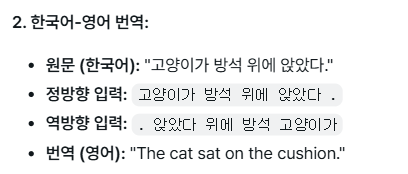 2. 한국어-영어 번역:
• 원문 (한국어): "고양이가 방석 위에 앉았다."
• 정방향 입력: 고양이가 방석 위에 앉았다 .
• 역방향 입력: . 앉았다 위에 방석 고양이가
• 번역 (영어): "The cat sat on the cushion."